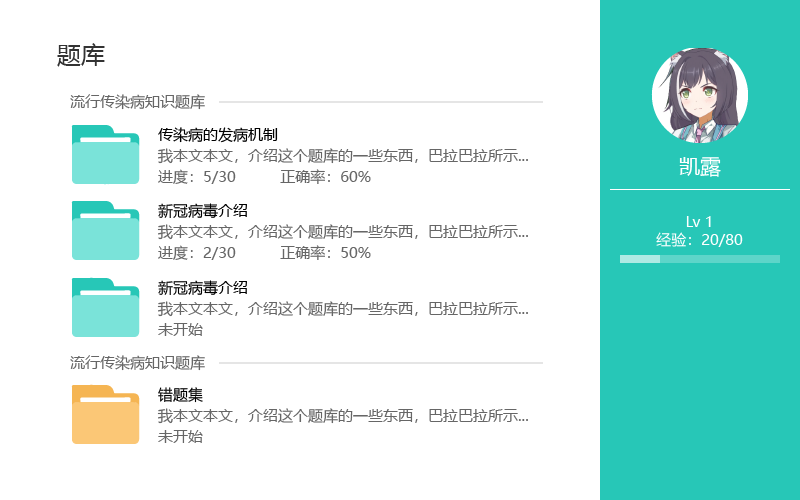 题库
流行传染病知识题库
传染病的发病机制
我本文本文，介绍这个题库的一些东西，巴拉巴拉所示...
进度：5/30 正确率：60%
新冠病毒介绍
我本文本文，介绍这个题库的一些东西，巴拉巴拉所示...
进度：2/30 正确率：50%
新冠病毒介绍
我本文本文，介绍这个题库的一些东西，巴拉巴拉所示...
未开始
流行传染病知识题库
错题集
我本文本文，介绍这个题库的一些东西，巴拉巴拉所示...
未开始
凯露
Lv 1
经验：20/80